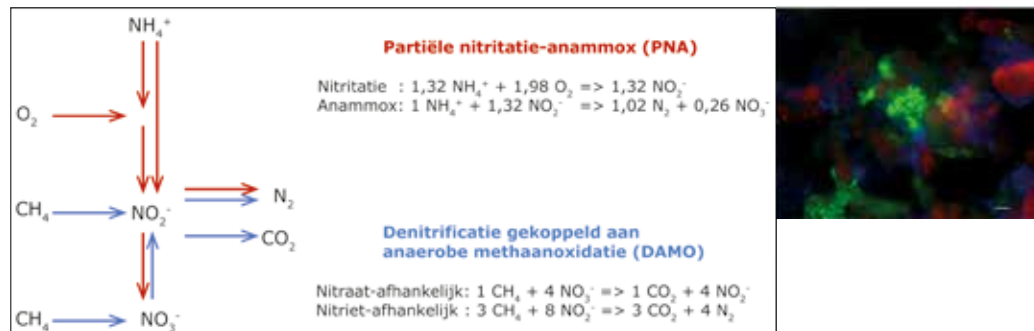 NH₄⁺
Partiële nitritatie-anammox (PNA)
Nitritatie : 1,32 NH₄⁺ + 1,98 O₂ => 1,32 NO₂⁻
Anammox: 1 NH₄⁺ + 1,32 NO₂⁻ => 1,02 N₂ + 0,26 NO₃⁻
O₂
CH₄
NO₂⁻
N₂
CO₂
Denitrificatie gekoppeld aan
anaerobe methaanoxidatie (DAMO)
Nitraat-afhankelijk: 1 CH₄ + 4 NO₃⁻ => 1 CO₂ + 4 NO₂⁻
Nitriet-afhankelijk : 3 CH₄ + 8 NO₂⁻ => 3 CO₂ + 4 N₂
CH₄
NO₃⁻